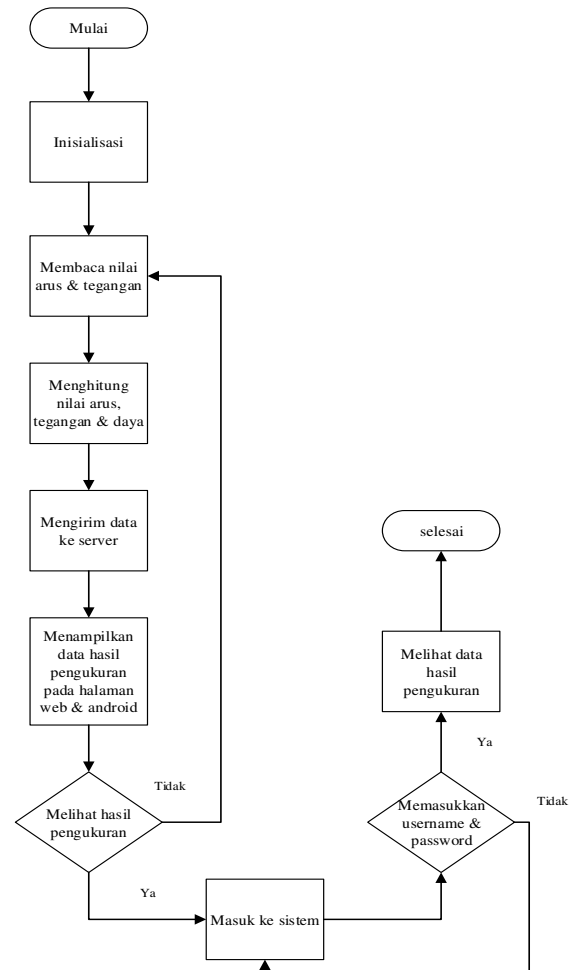 Mulai
Inisialisasi
Membaca nilai
arus & tegangan
Menghitung
nilai arus,
tegangan & daya
Mengirim data
ke server
Menampilkan
data hasil
pengukuran
pada halaman
web & android
Melihat hasil
pengukuran
Tidak
Ya
Masuk ke sistem
Memasukkan
username &
password
Tidak
Ya
Melihat data
hasil
pengukuran
selesai